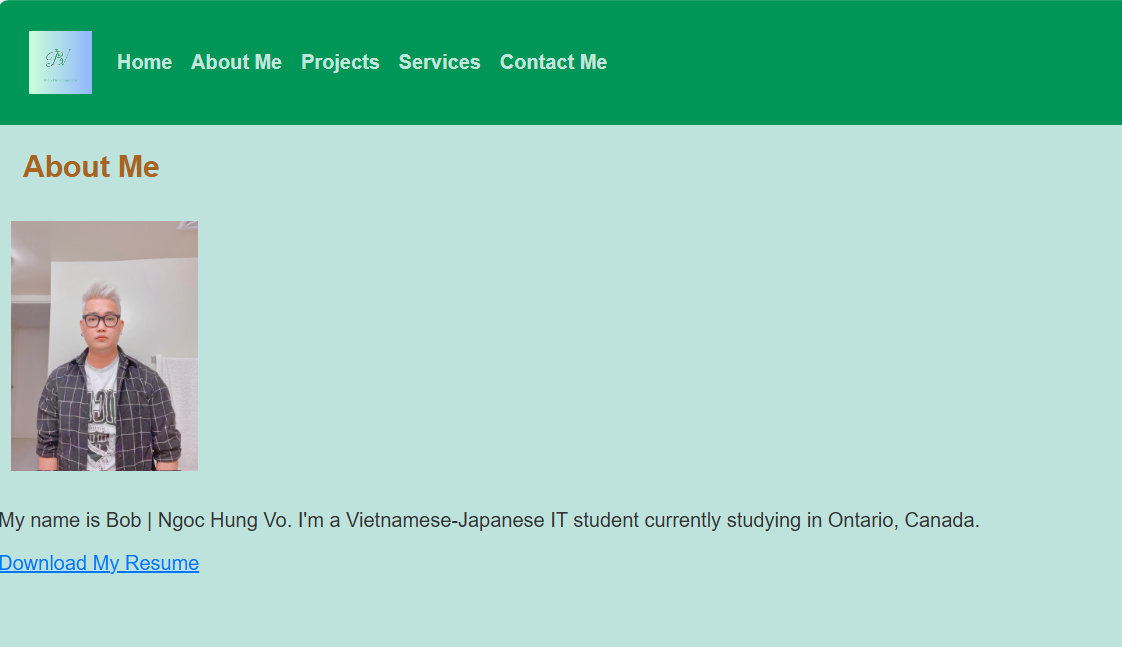 Home About Me Projects Services Contact Me
About Me
My name is Bob | Ngoc Hung Vo. I'm a Vietnamese-Japanese IT student currently studying in Ontario, Canada.
Download My Resume